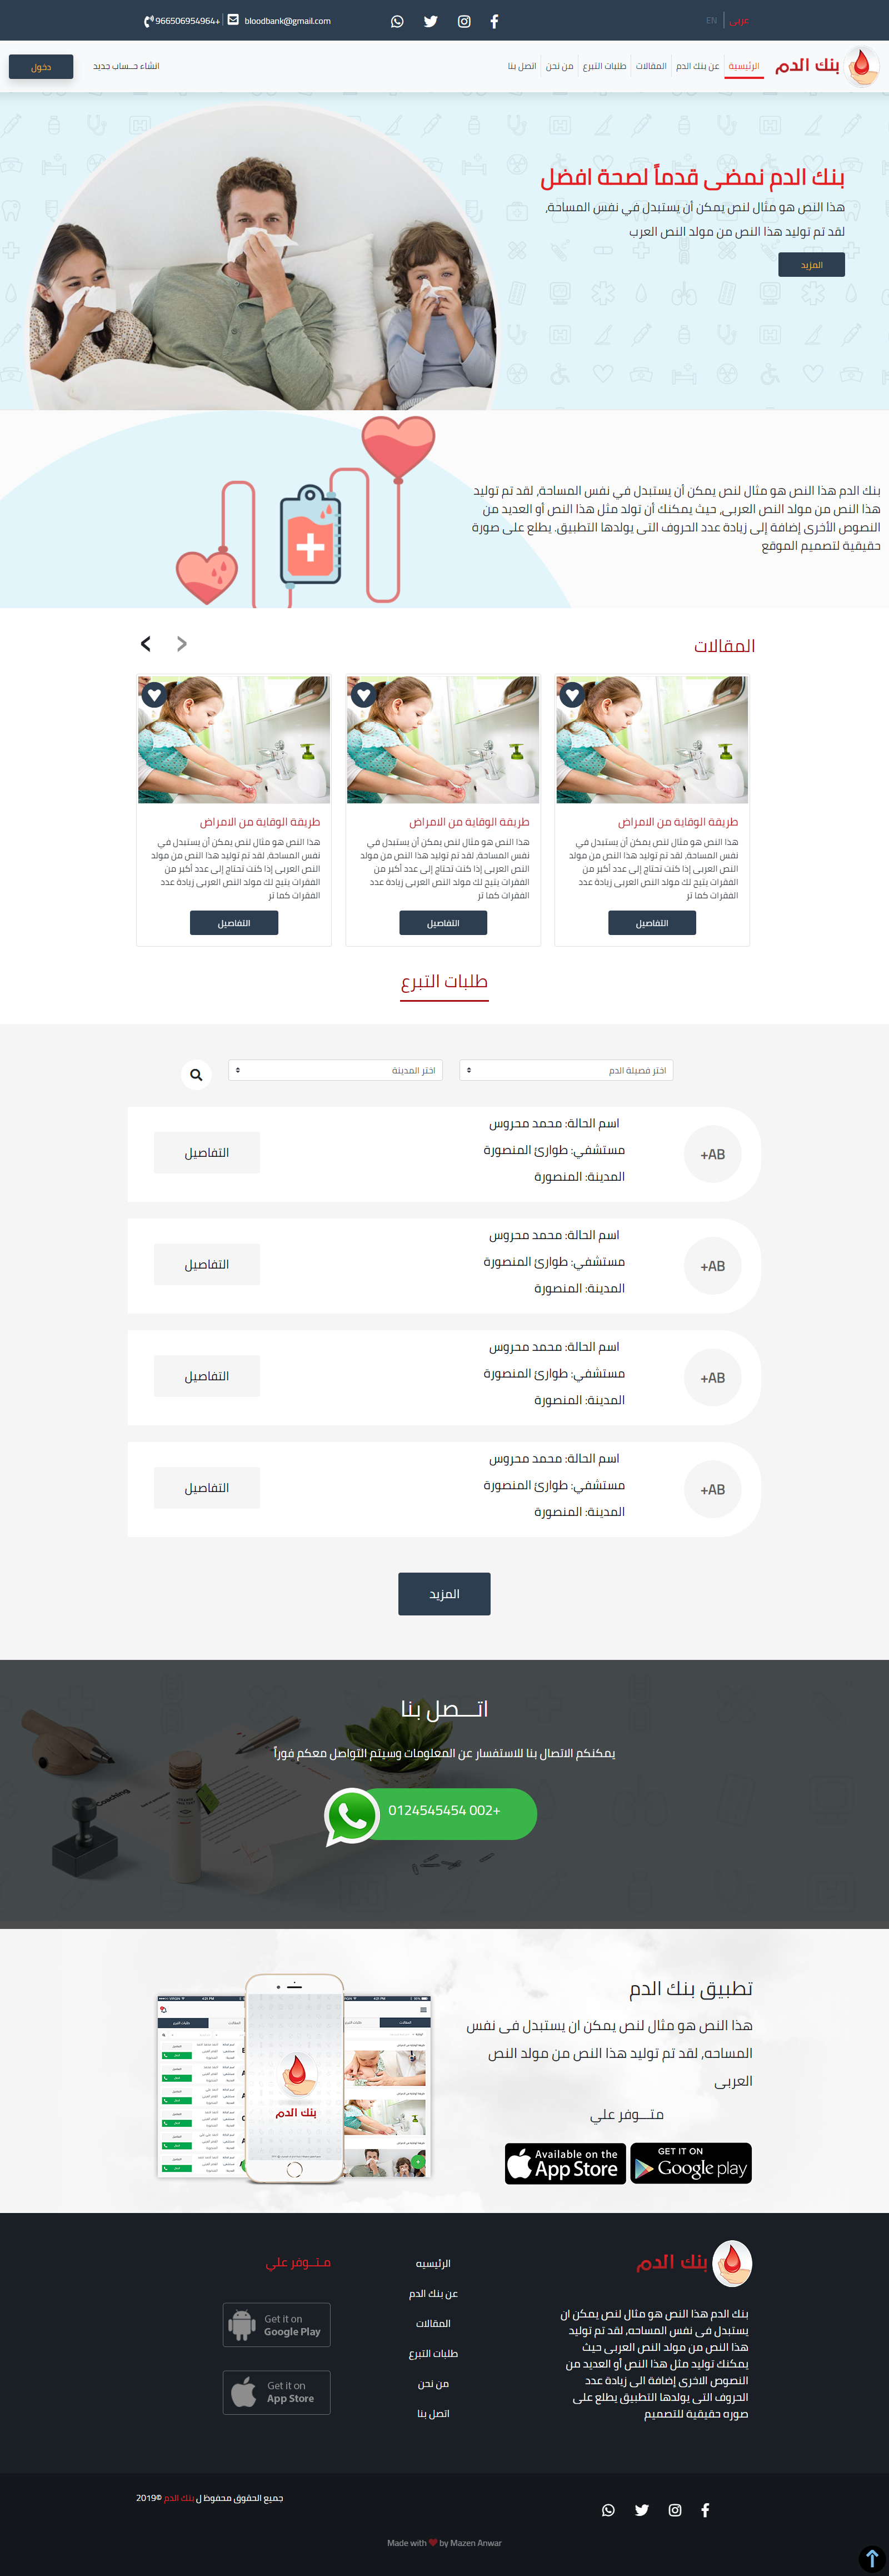 عربى
EN
bloodbank@gmail.com
+966506954964
بنك الدم
الرئيسية
عن بنك الدم
المقالات
طلبات التبرع
من نحن
اتصل بنا
انشاء حــساب جديد
دخول
بنك الدم نمضى قدماً لصحة افضل
هذا النص هو مثال لنص يمكن أن يستبدل في نفس المساحة,
لقد تم توليد هذا النص من مولد النص العرب
المزيد
بنك الدم هذا النص هو مثال لنص يمكن أن يستبدل في نفس المساحة, لقد تم توليد
هذا النص من مولد النص العربى, حيث يمكنك أن تولد مثل هذا النص أو العديد من
النصوص الأخرى إضافة إلى زيادة عدد الحروف التى يولدها التطبيق. يطلع على صورة
حقيقية لتصميم الموقع
المقالات
طريقة الوقاية من الامراض
هذا النص هو مثال لنص يمكن أن يستبدل في
نفس المساحة, لقد تم توليد هذا النص من مولد
النص العربى إذا كنت تحتاج إلى عدد أكبر من
الفقرات يتيح لك مولد النص العربى زيادة عدد
الفقرات كما تر
التفاصيل
طريقة الوقاية من الامراض
هذا النص هو مثال لنص يمكن أن يستبدل في
نفس المساحة, لقد تم توليد هذا النص من مولد
النص العربى إذا كنت تحتاج إلى عدد أكبر من
الفقرات يتيح لك مولد النص العربى زيادة عدد
الفقرات كما تر
التفاصيل
طريقة الوقاية من الامراض
هذا النص هو مثال لنص يمكن أن يستبدل في
نفس المساحة, لقد تم توليد هذا النص من مولد
النص العربى إذا كنت تحتاج إلى عدد أكبر من
الفقرات يتيح لك مولد النص العربى زيادة عدد
الفقرات كما تر
التفاصيل
طلبات التبرع
اختر فصيلة الدم
اختر المدينة
AB+
اسم الحالة: محمد محروس
مستشفي: طوارئ المنصورة
المدينة: المنصورة
التفاصيل
AB+
اسم الحالة: محمد محروس
مستشفي: طوارئ المنصورة
المدينة: المنصورة
التفاصيل
AB+
اسم الحالة: محمد محروس
مستشفي: طوارئ المنصورة
المدينة: المنصورة
التفاصيل
AB+
اسم الحالة: محمد محروس
مستشفي: طوارئ المنصورة
المدينة: المنصورة
التفاصيل
المزيد
اتـــصل بنا
يمكنكم الاتصال بنا للاستفسار عن المعلومات وسيتم التواصل معكم فوراً
Coaching
0124545454 002+
تطبيق بنك الدم
هذا النص هو مثال لنص يمكن ان يستبدل فى نفس
المساحه, لقد تم توليد هذا النص من مولد النص
العربى
متـــوفر علي
GET IT ON
Google play
Available on the
App Store
بنك الدم
بنك الدم
بنك الدم هذا النص هو مثال لنص يمكن ان
يستبدل فى نفس المساحه, لقد تم توليد
هذا النص من مولد النص العربى حيث
يمكنك توليد مثل هذا النص أو العديد من
النصوص الاخرى إضافة الى زيادة عدد
الحروف التى يولدها التطبيق يطلع على
صوره حقيقية للتصميم
الرئيسيه
عن بنك الدم
المقالات
طلبات التبرع
من نحن
اتصل بنا
متــوفر علي
Get it on
Google Play
Get it on
App Store
جميع الحقوق محفوظ ل بنك الدم ©2019
Made with ❤ by Mazen Anwar